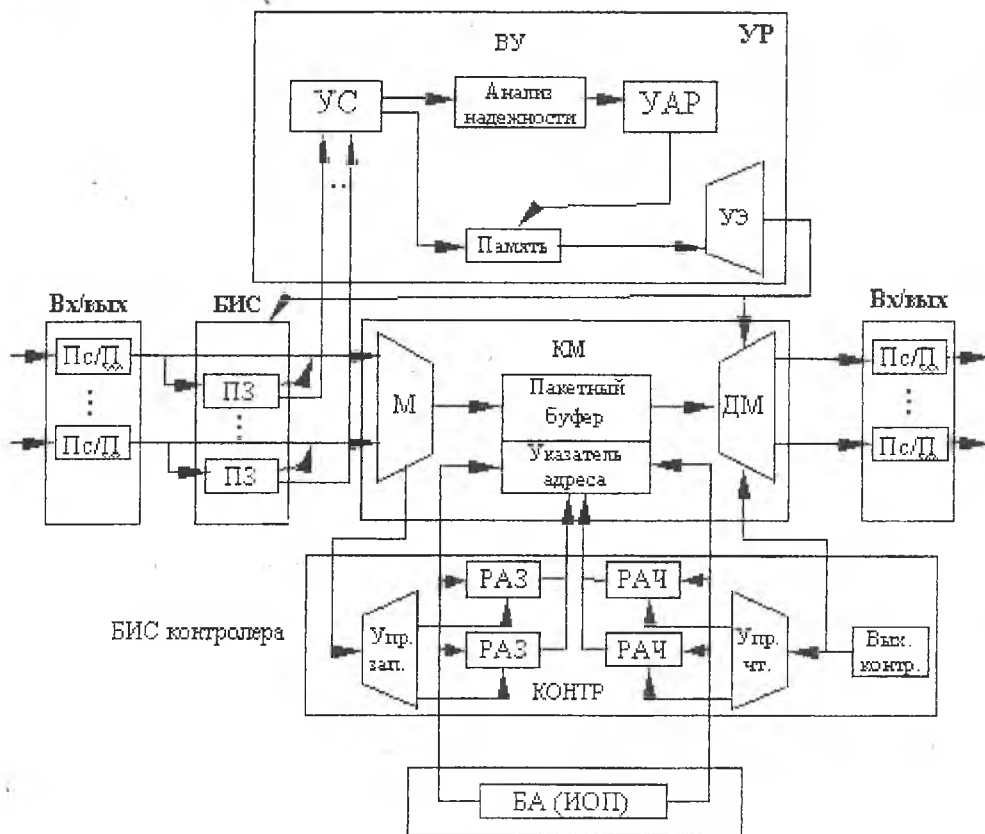 УР
ВУ
УС
Анализ
надежности
УАР
УЭ
Память
Вх/вых
БИС
Вх/вых
КМ
Пс/П
ПЗ
М
Пакетный
буфер
ДМ
Пс/П
Пс/П
ПЗ
Указатель
адреса
Пс/П
РАЗ
РАЧ
БИС контролера
Упр.
зап.
РАЗ
РАЧ
Упр.
чт.
Вых.
контр.
КОНТР
БА (ИОП)